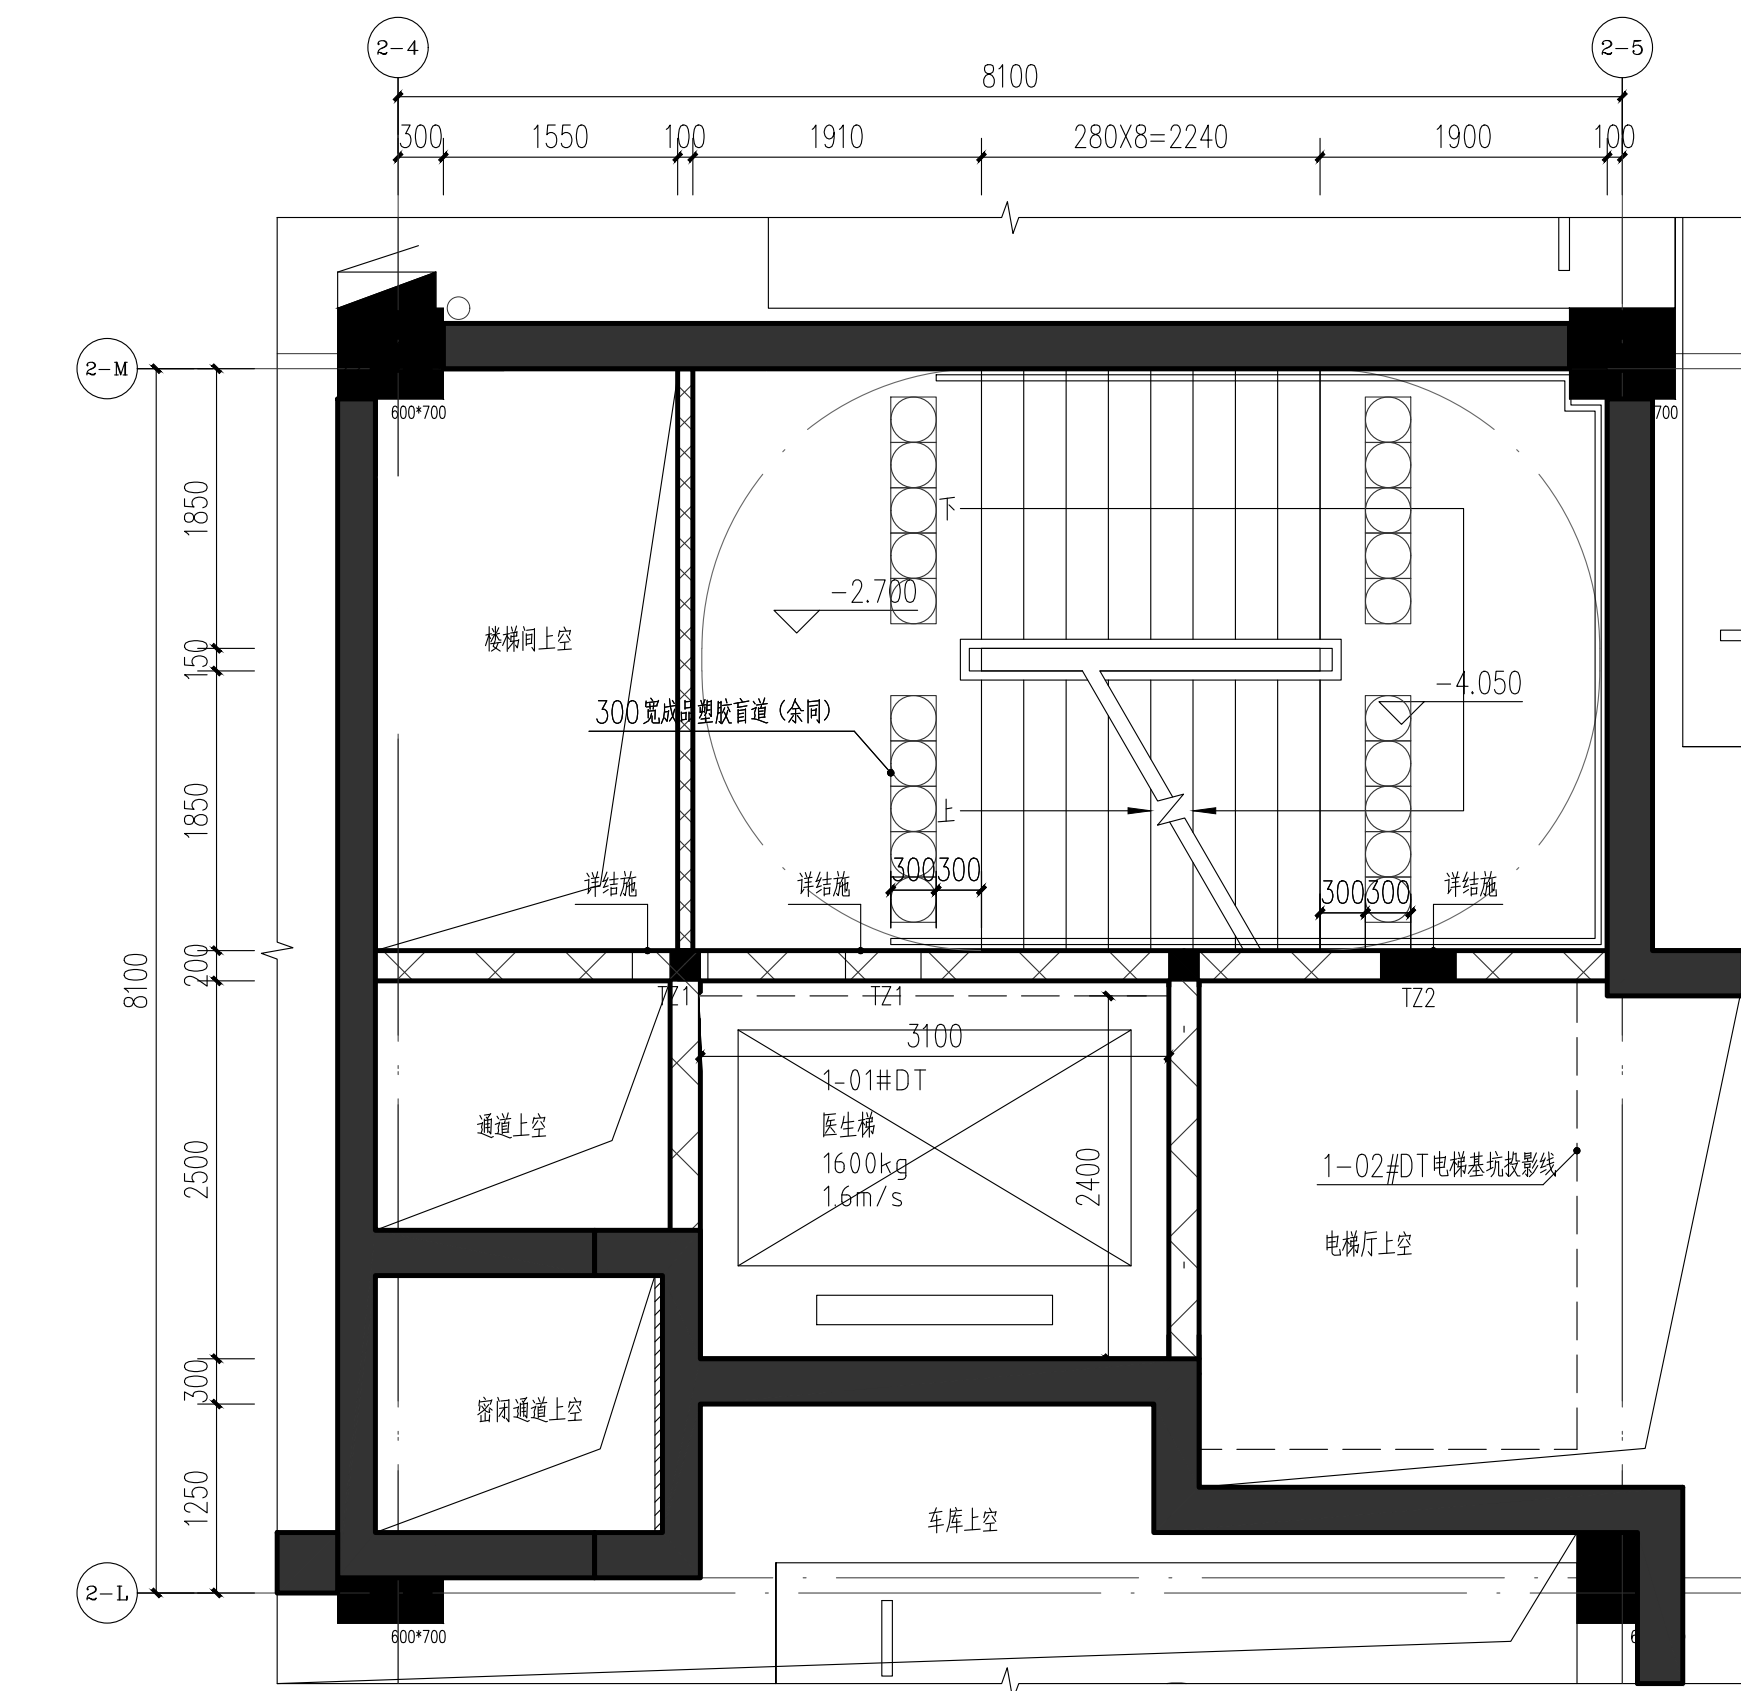 2-4
2-5
8100
300
1550
100
1910
280X8=2240
1900
100
2-M
600*700
700
1850
下
-2.700
150
楼梯间上空
-4.050
300宽成品塑胶盲道（余同）
1850
上
详结施
详结施
300
300
300
300
详结施
200
8100
TZ1
TZ1
TZ2
3100
1-01#DT
医生梯
1600kg
1.6m/s
2400
通道上空
2500
1-02#DT电梯基坑投影线
电梯厅上空
300
密闭通道上空
1250
车库上空
2-L
600*700